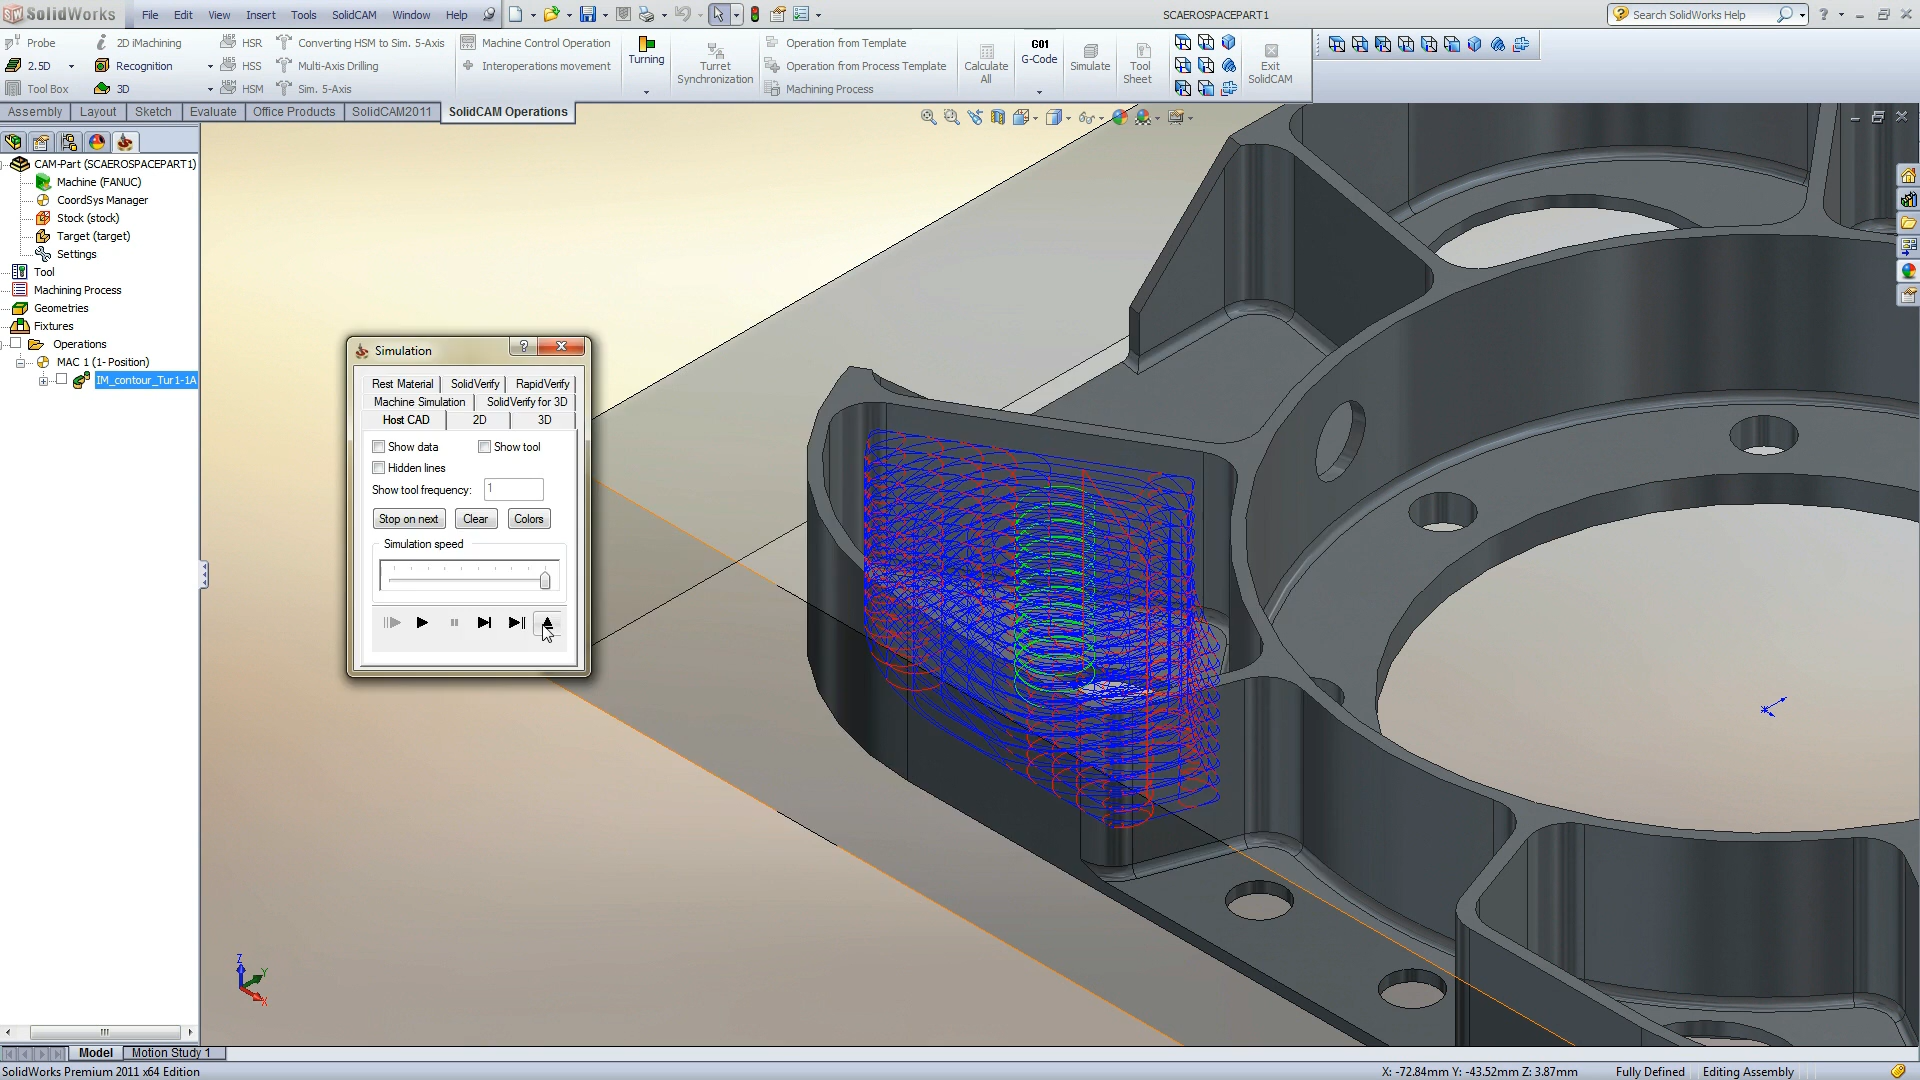 SolidWorks File Edit View Insert Tools SolidCAM Window Help SCAEROSPACEPART1 Search SolidWorks Help
Probe 2D iMachining HSR Converting HSM to Sim. 5-Axis Machine Control Operation Operation from Template
2.5D Recognition HSS Multi-Axis Drilling Interoperations movement Operation from Process Template
Tool Box 3D HSM Sim. 5-Axis Machining Process
Turning
Turret Synchronization
Calculate All
G01 G-Code
Simulate
Tool Sheet
Exit SolidCAM
Assembly Layout Sketch Evaluate Office Products SolidCAM2011 SolidCAM Operations
CAM-Part (SCAEROSPACEPART1)
Machine (FANUC)
CoordSys Manager
Stock (stock)
Target (target)
Settings
Tool
Machining Process
Geometries
Fixtures
Operations
MAC 1 (1- Position)
IM_contour_Tur1-1A
Simulation
Rest Material SolidVerify RapidVerify
Machine Simulation SolidVerify for 3D
Host CAD 2D 3D
Show data Show tool
Hidden lines
Show tool frequency: 1
Stop on next Clear Colors
Simulation speed
Z
Y
X
Model Motion Study 1
SolidWorks Premium 2011 x64 Edition X: -72.84mm Y: -43.52mm Z: 3.87mm Fully Defined Editing Assembly